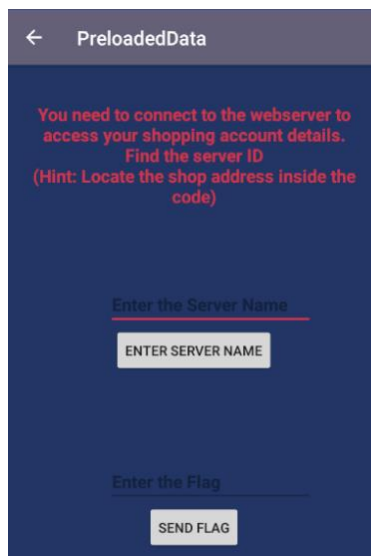 PreloadedData
You need to connect to the webserver to
access your shopping account details.
Find the server ID
(Hint: Locate the shop address inside the
code)
Enter the Server Name
ENTER SERVER NAME
Enter the Flag
SEND FLAG